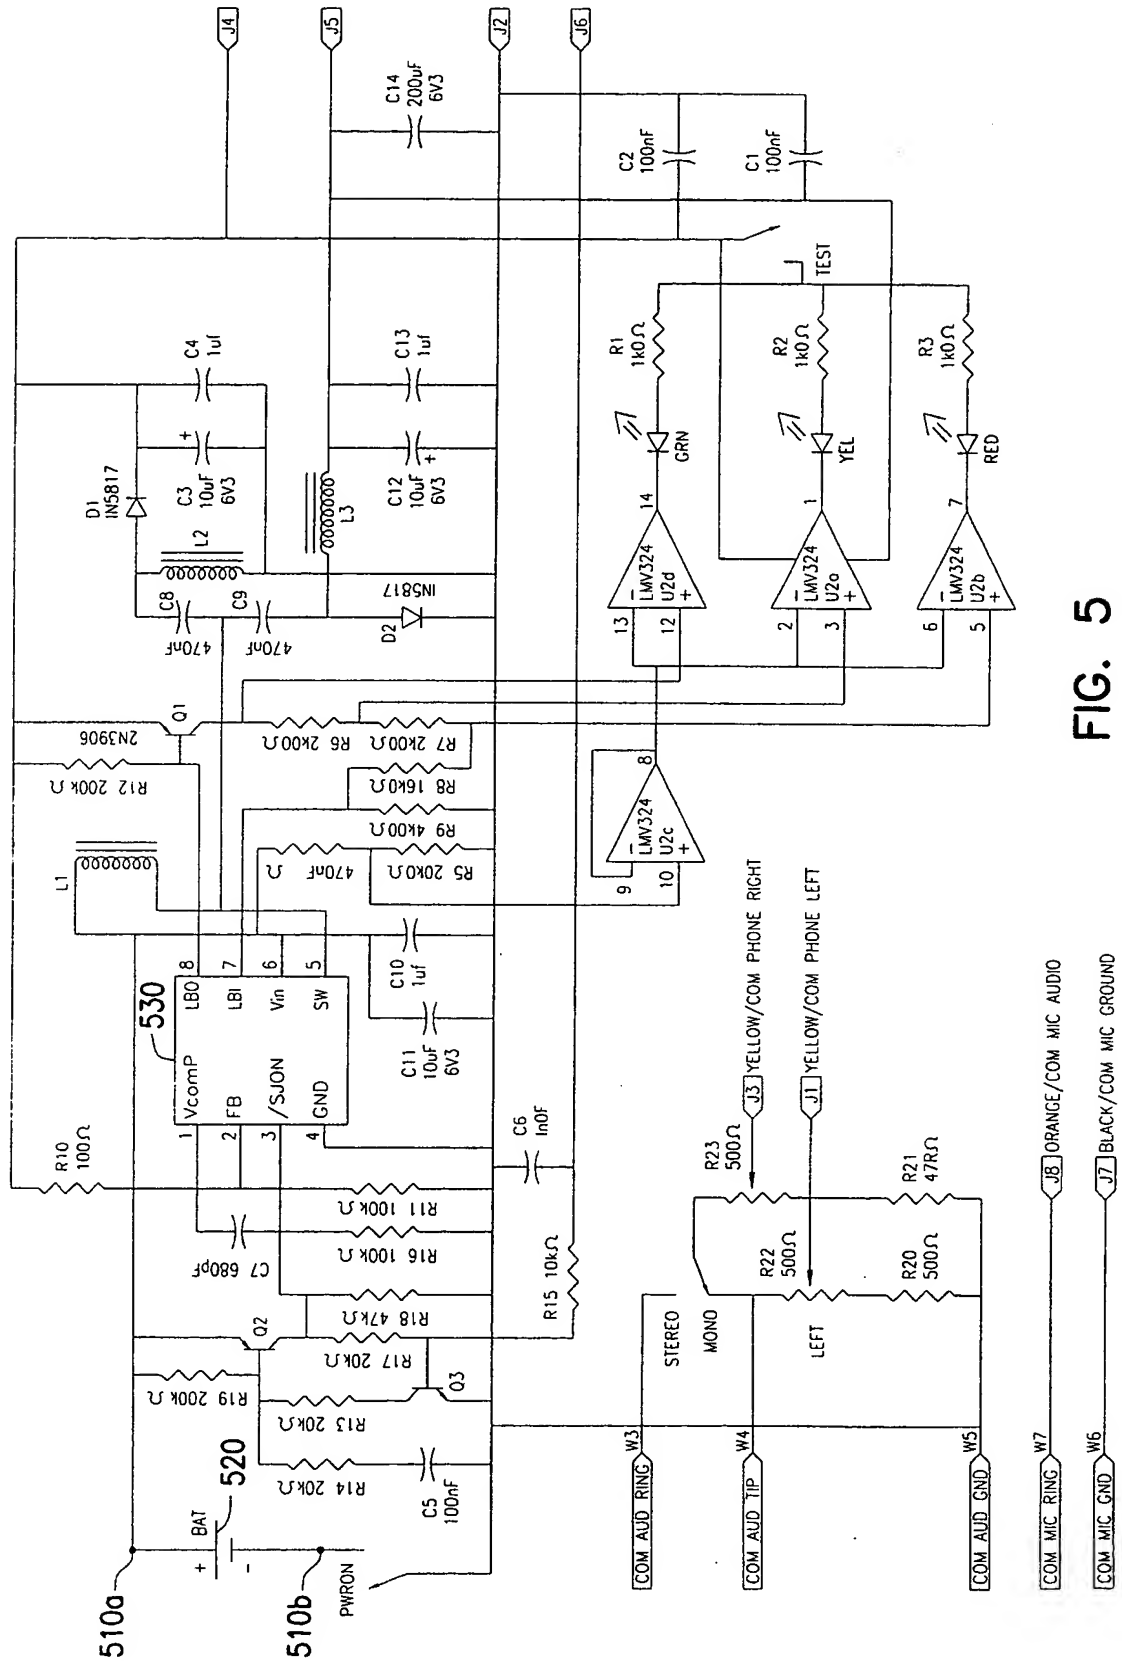 J4
J5
J2
J6
C14
200uF
6V3
C2
100nF
C1
100nF
C4
1uf
C13
1uf
D1
IN5817
C3
+
10uF
6V3
L2
L3
C12
10uF
6V3
+
C8
470nF
C9
470nF
D2
IN5817
TEST
R1
1k0Ω
R2
1k0Ω
R3
1k0Ω
GRN
YEL
RED
14
1
7
LMV324
U2d
−
+
13
12
LMV324
U2a
−
+
2
3
LMV324
U2b
−
+
6
5
8
LMV324
U2c
−
+
9
10
2N3906
Q1
R12 200kΩ
R6 2k00Ω
R7 2k00Ω
R8 16k0Ω
R9 4k00Ω
470nF Ω
R5 20k0Ω
L1
530
LBO 8
LBI 7
Vin 6
SW 5
1 VcomP
2 FB
3 /SJON
4 GND
C10
1uf
C11
10uF
6V3
R10
100Ω
C6
1n0F
R11 100kΩ
R16 100kΩ
C7 680pF
R15 10kΩ
Q2
R18 47kΩ
R17 20kΩ
R19 200kΩ
Q3
R13 20kΩ
R14 20kΩ
C5
100nF
520
BAT
+
−
510a
510b
PWRON
J3 YELLOW/COM PHONE RIGHT
J1 YELLOW/COM PHONE LEFT
R23
500Ω
R22
500Ω
R21
47RΩ
R20
500Ω
STEREO
MONO
LEFT
COM AUD RING W3
COM AUD TIP W4
COM AUD GND W5
COM MIC RING W7
J8 ORANGE/COM MIC AUDIO
COM MIC GND W6
J7 BLACK/COM MIC GROUND
FIG. 5